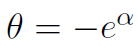 θ = −e^α